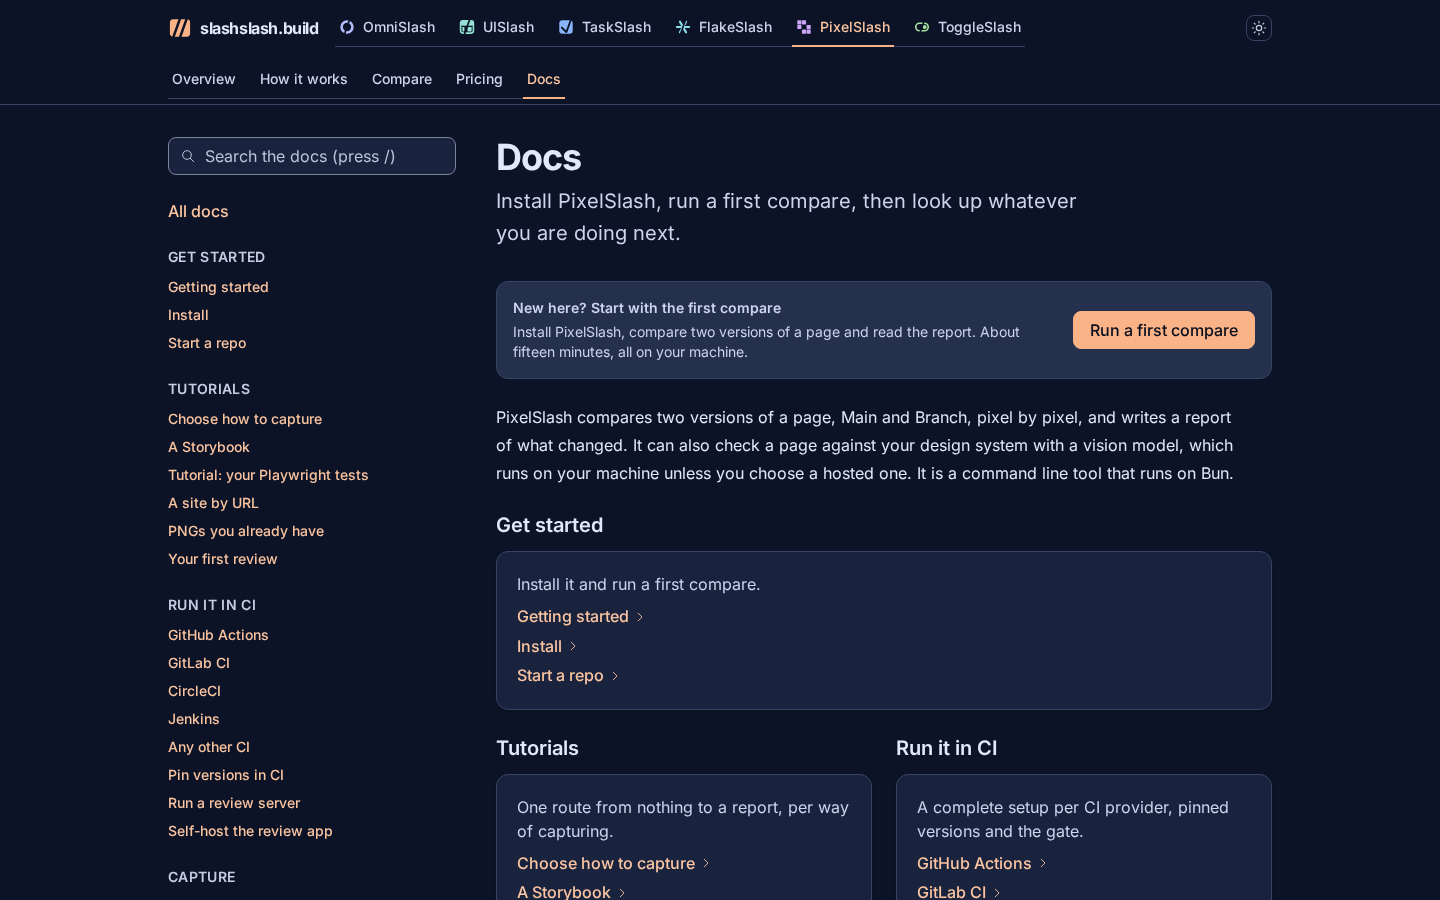 slashslash.build
OmniSlash
UISlash
TaskSlash
FlakeSlash
PixelSlash
ToggleSlash
Overview
How it works
Compare
Pricing
Docs
Search the docs (press /)
All docs
GET STARTED
Getting started
Install
Start a repo
TUTORIALS
Choose how to capture
A Storybook
Tutorial: your Playwright tests
A site by URL
PNGs you already have
Your first review
RUN IT IN CI
GitHub Actions
GitLab CI
CircleCI
Jenkins
Any other CI
Pin versions in CI
Run a review server
Self-host the review app
CAPTURE
Docs
Install PixelSlash, run a first compare, then look up whatever
you are doing next.
New here? Start with the first compare
Install PixelSlash, compare two versions of a page and read the report. About
fifteen minutes, all on your machine.
Run a first compare
PixelSlash compares two versions of a page, Main and Branch, pixel by pixel, and writes a report
of what changed. It can also check a page against your design system with a vision model, which
runs on your machine unless you choose a hosted one. It is a command line tool that runs on Bun.
Get started
Install it and run a first compare.
Getting started
Install
Start a repo
Tutorials
One route from nothing to a report, per way
of capturing.
Choose how to capture
A Storybook
Run it in CI
A complete setup per CI provider, pinned
versions and the gate.
GitHub Actions
GitLab CI